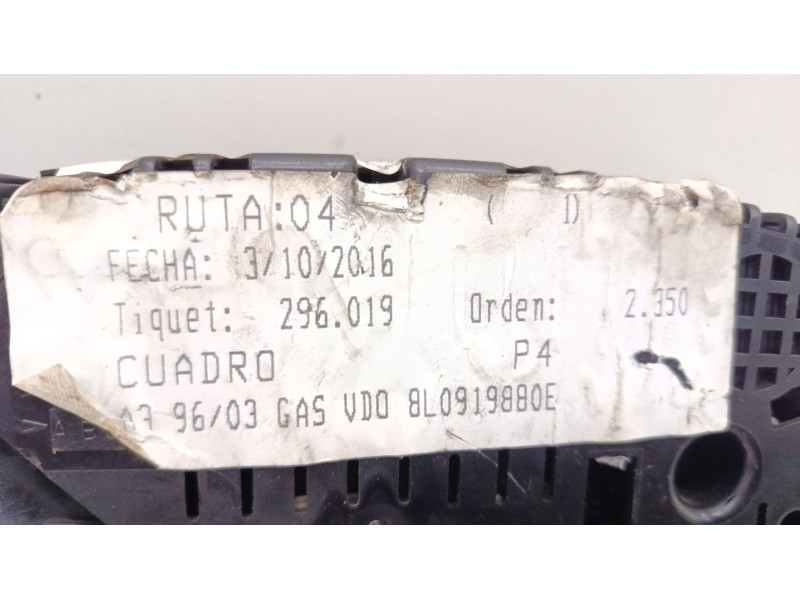 RUTA:04 ( 1)
FECHA: 3/10/2016
Tiquet: 296.019 Orden: 2.350
CUADRO P4
A3 96/03 GAS VDO 8L0919880E
A B